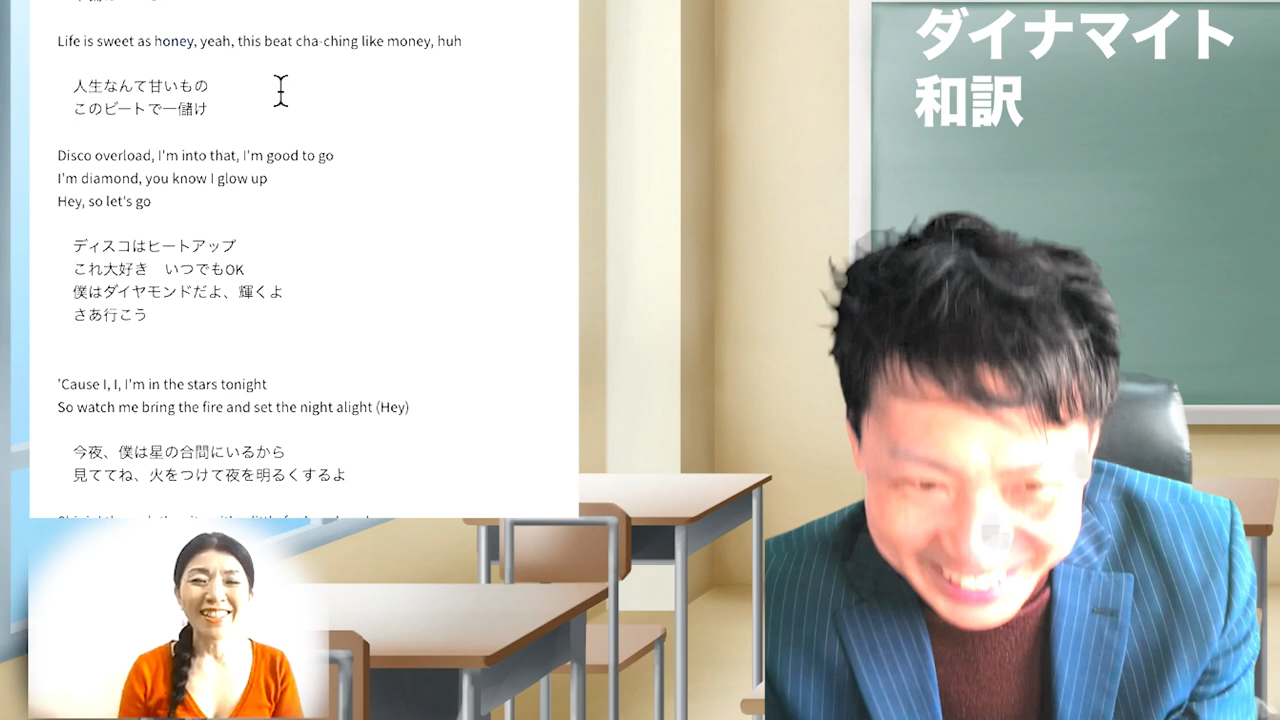 Life is sweet as honey, yeah, this beat cha-ching like money, huh
人生なんて甘いもの
このビートで一儲け
Disco overload, I'm into that, I'm good to go
I'm diamond, you know I glow up
Hey, so let's go
ディスコはヒートアップ
これ大好き　いつでもOK
僕はダイヤモンドだよ、輝くよ
さあ行こう
'Cause I, I, I'm in the stars tonight
So watch me bring the fire and set the night alight (Hey)
今夜、僕は星の合間にいるから
見ててね、火をつけて夜を明るくするよ
ダイナマイト
和訳